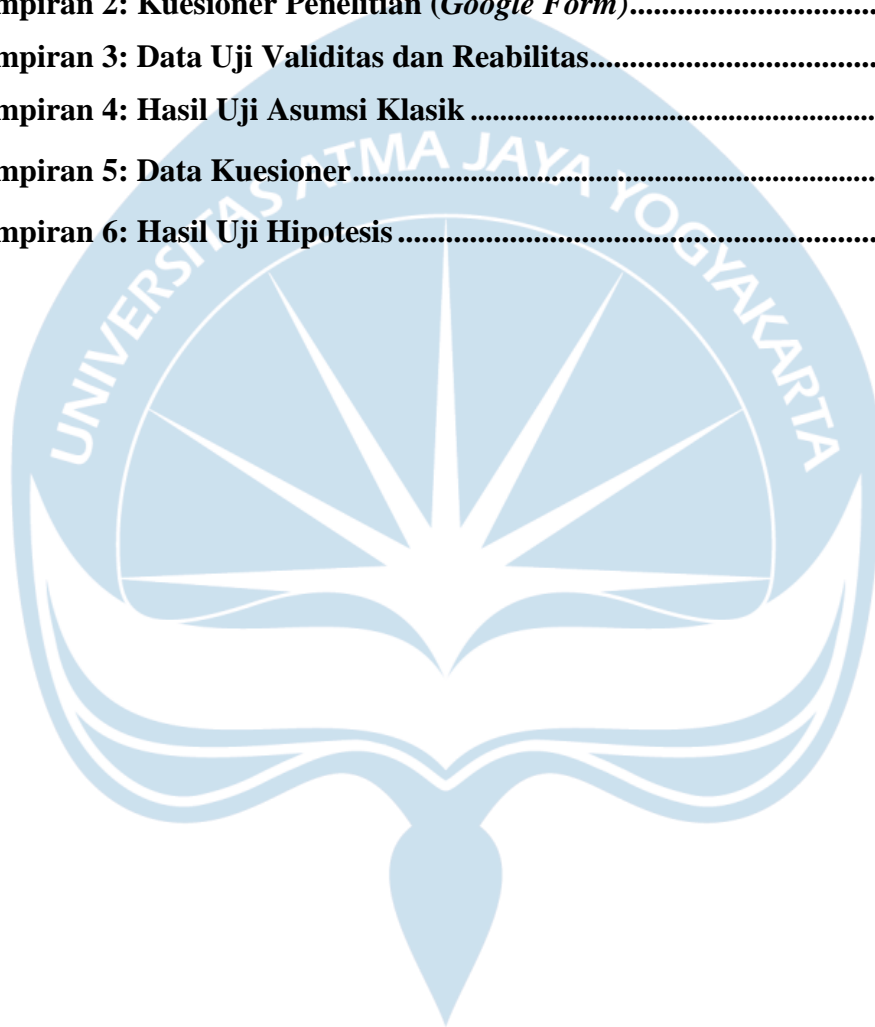 mpiran 2: Kuesioner Penelitian (Google Form)........................................
mpiran 3: Data Uji Validitas dan Reabilitas........................................
mpiran 4: Hasil Uji Asumsi Klasik ........................................
mpiran 5: Data Kuesioner........................................
mpiran 6: Hasil Uji Hipotesis ........................................
UNIVERSITAS ATMA JAYA YOGYAKARTA